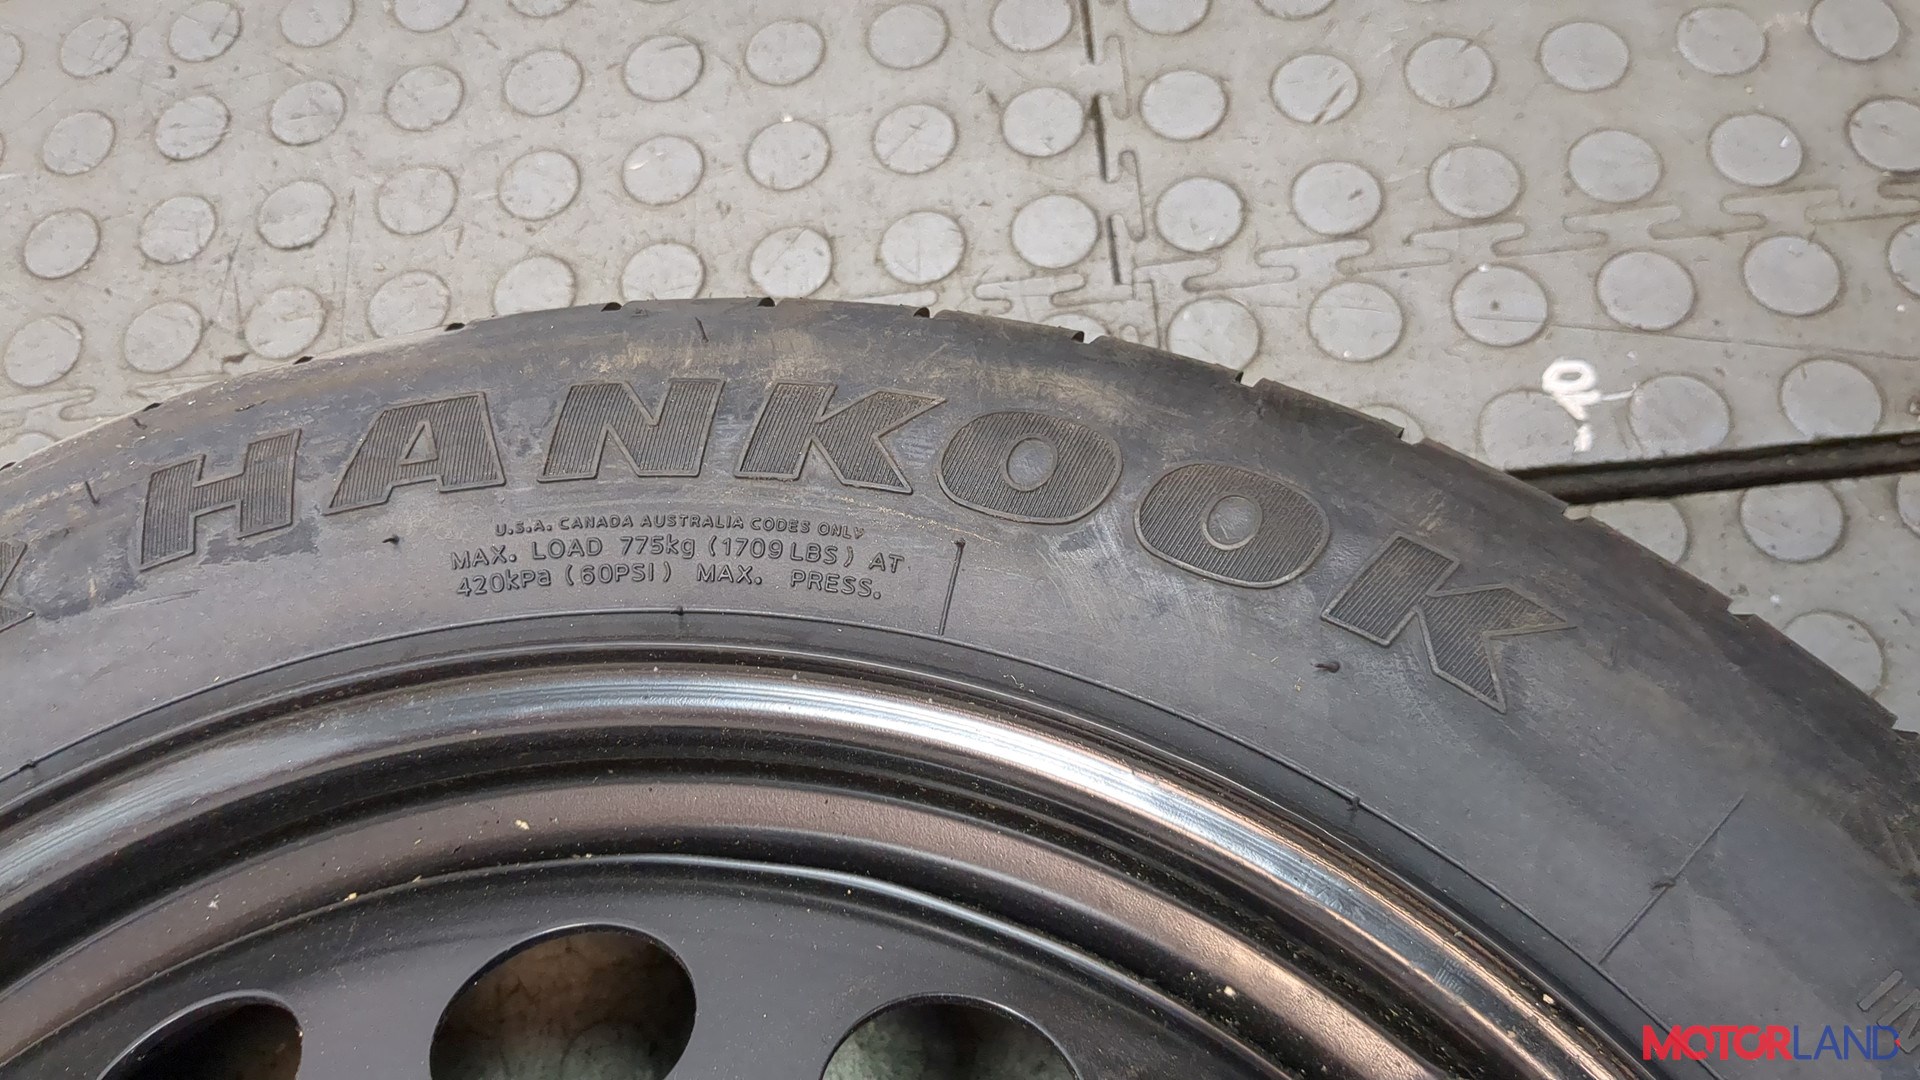 HANKOOK
U.S.A. CANADA AUSTRALIA CODES ONLY
MAX. LOAD 775kg (1709 LBS) AT
420kPa (60PSI) MAX. PRESS.
MOTORLAND